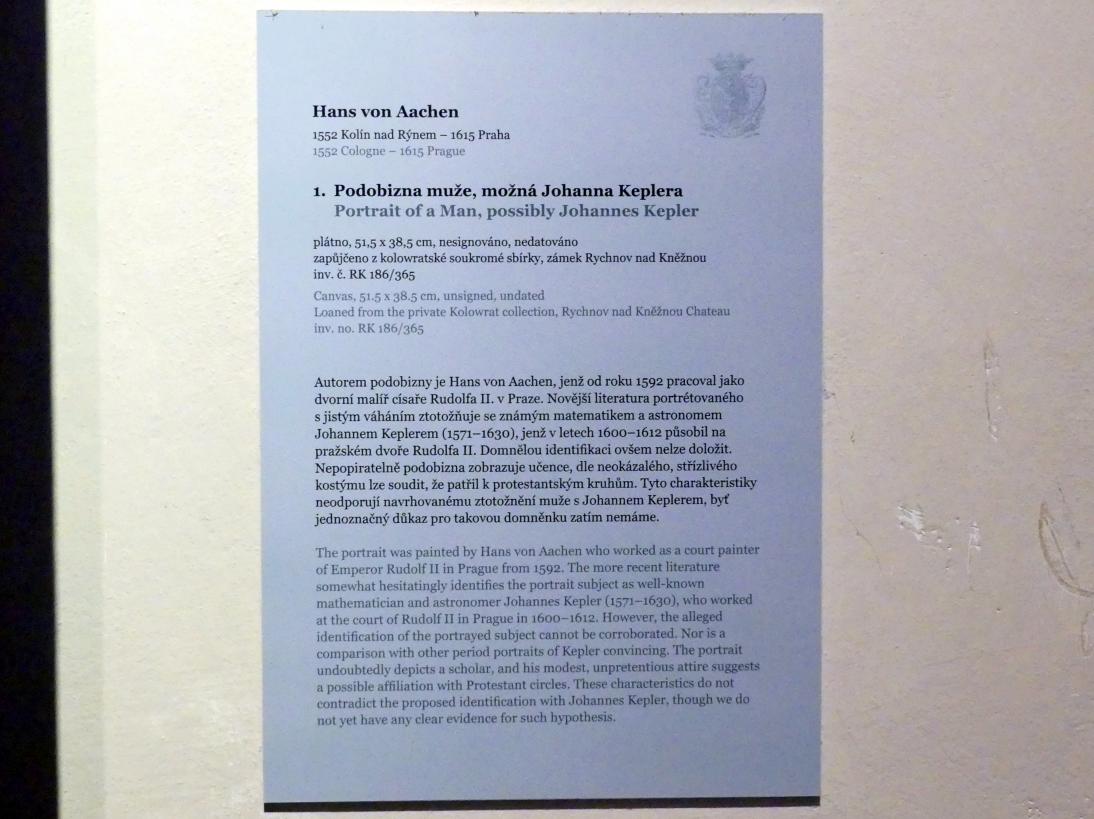 Hans von Aachen
1552 Kolín nad Rýnem – 1615 Praha
1552 Cologne – 1615 Prague
1. Podobizna muže, možná Johanna Keplera
Portrait of a Man, possibly Johannes Kepler
plátno, 51,5 x 38,5 cm, nesignováno, nedatováno
zapůjčeno z kolowratské soukromé sbírky, zámek Rychnov nad Kněžnou
inv. č. RK 186/365
Canvas, 51.5 x 38.5 cm, unsigned, undated
Loaned from the private Kolowrat collection, Rychnov nad Kněžnou Chateau
inv. no. RK 186/365
Autorem podobizny je Hans von Aachen, jenž od roku 1592 pracoval jako
dvorní malíř císaře Rudolfa II. v Praze. Novější literatura portrétovaného
s jistým váháním ztotožňuje se známým matematikem a astronomem
Johannem Keplerem (1571–1630), jenž v letech 1600–1612 působil na
pražském dvoře Rudolfa II. Domnělou identifikaci ovšem nelze doložit.
Nepopiratelně podobizna zobrazuje učence, dle neokázalého, střízlivého
kostýmu lze soudit, že patřil k protestantským kruhům. Tyto charakteristiky
neodporují navrhovanému ztotožnění muže s Johannem Keplerem, byť
jednoznačný důkaz pro takovou domněnku zatím nemáme.
The portrait was painted by Hans von Aachen who worked as a court painter
of Emperor Rudolf II in Prague from 1592. The more recent literature
somewhat hesitatingly identifies the portrait subject as well-known
mathematician and astronomer Johannes Kepler (1571–1630), who worked
at the court of Rudolf II in Prague in 1600–1612. However, the alleged
identification of the portrayed subject cannot be corroborated. Nor is a
comparison with other period portraits of Kepler convincing. The portrait
undoubtedly depicts a scholar, and his modest, unpretentious attire suggests
a possible affiliation with Protestant circles. These characteristics do not
contradict the proposed identification with Johannes Kepler, though we do
not yet have any clear evidence for such hypothesis.